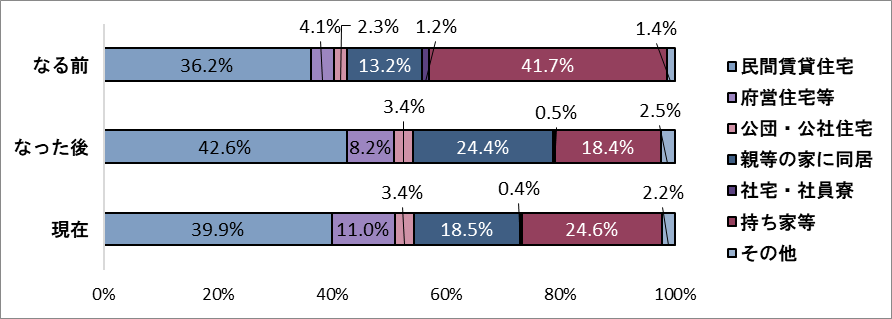 4.1% 2.3% 1.2% 1.4%
なる前 36.2% 13.2% 41.7%
3.4% 0.5% 2.5%
なった後 42.6% 8.2% 24.4% 18.4%
3.4% 0.4% 2.2%
現在 39.9% 11.0% 18.5% 24.6%
0% 20% 40% 60% 80% 100%
民間賃貸住宅
府営住宅等
公団・公社住宅
親等の家に同居
社宅・社員寮
持ち家等
その他